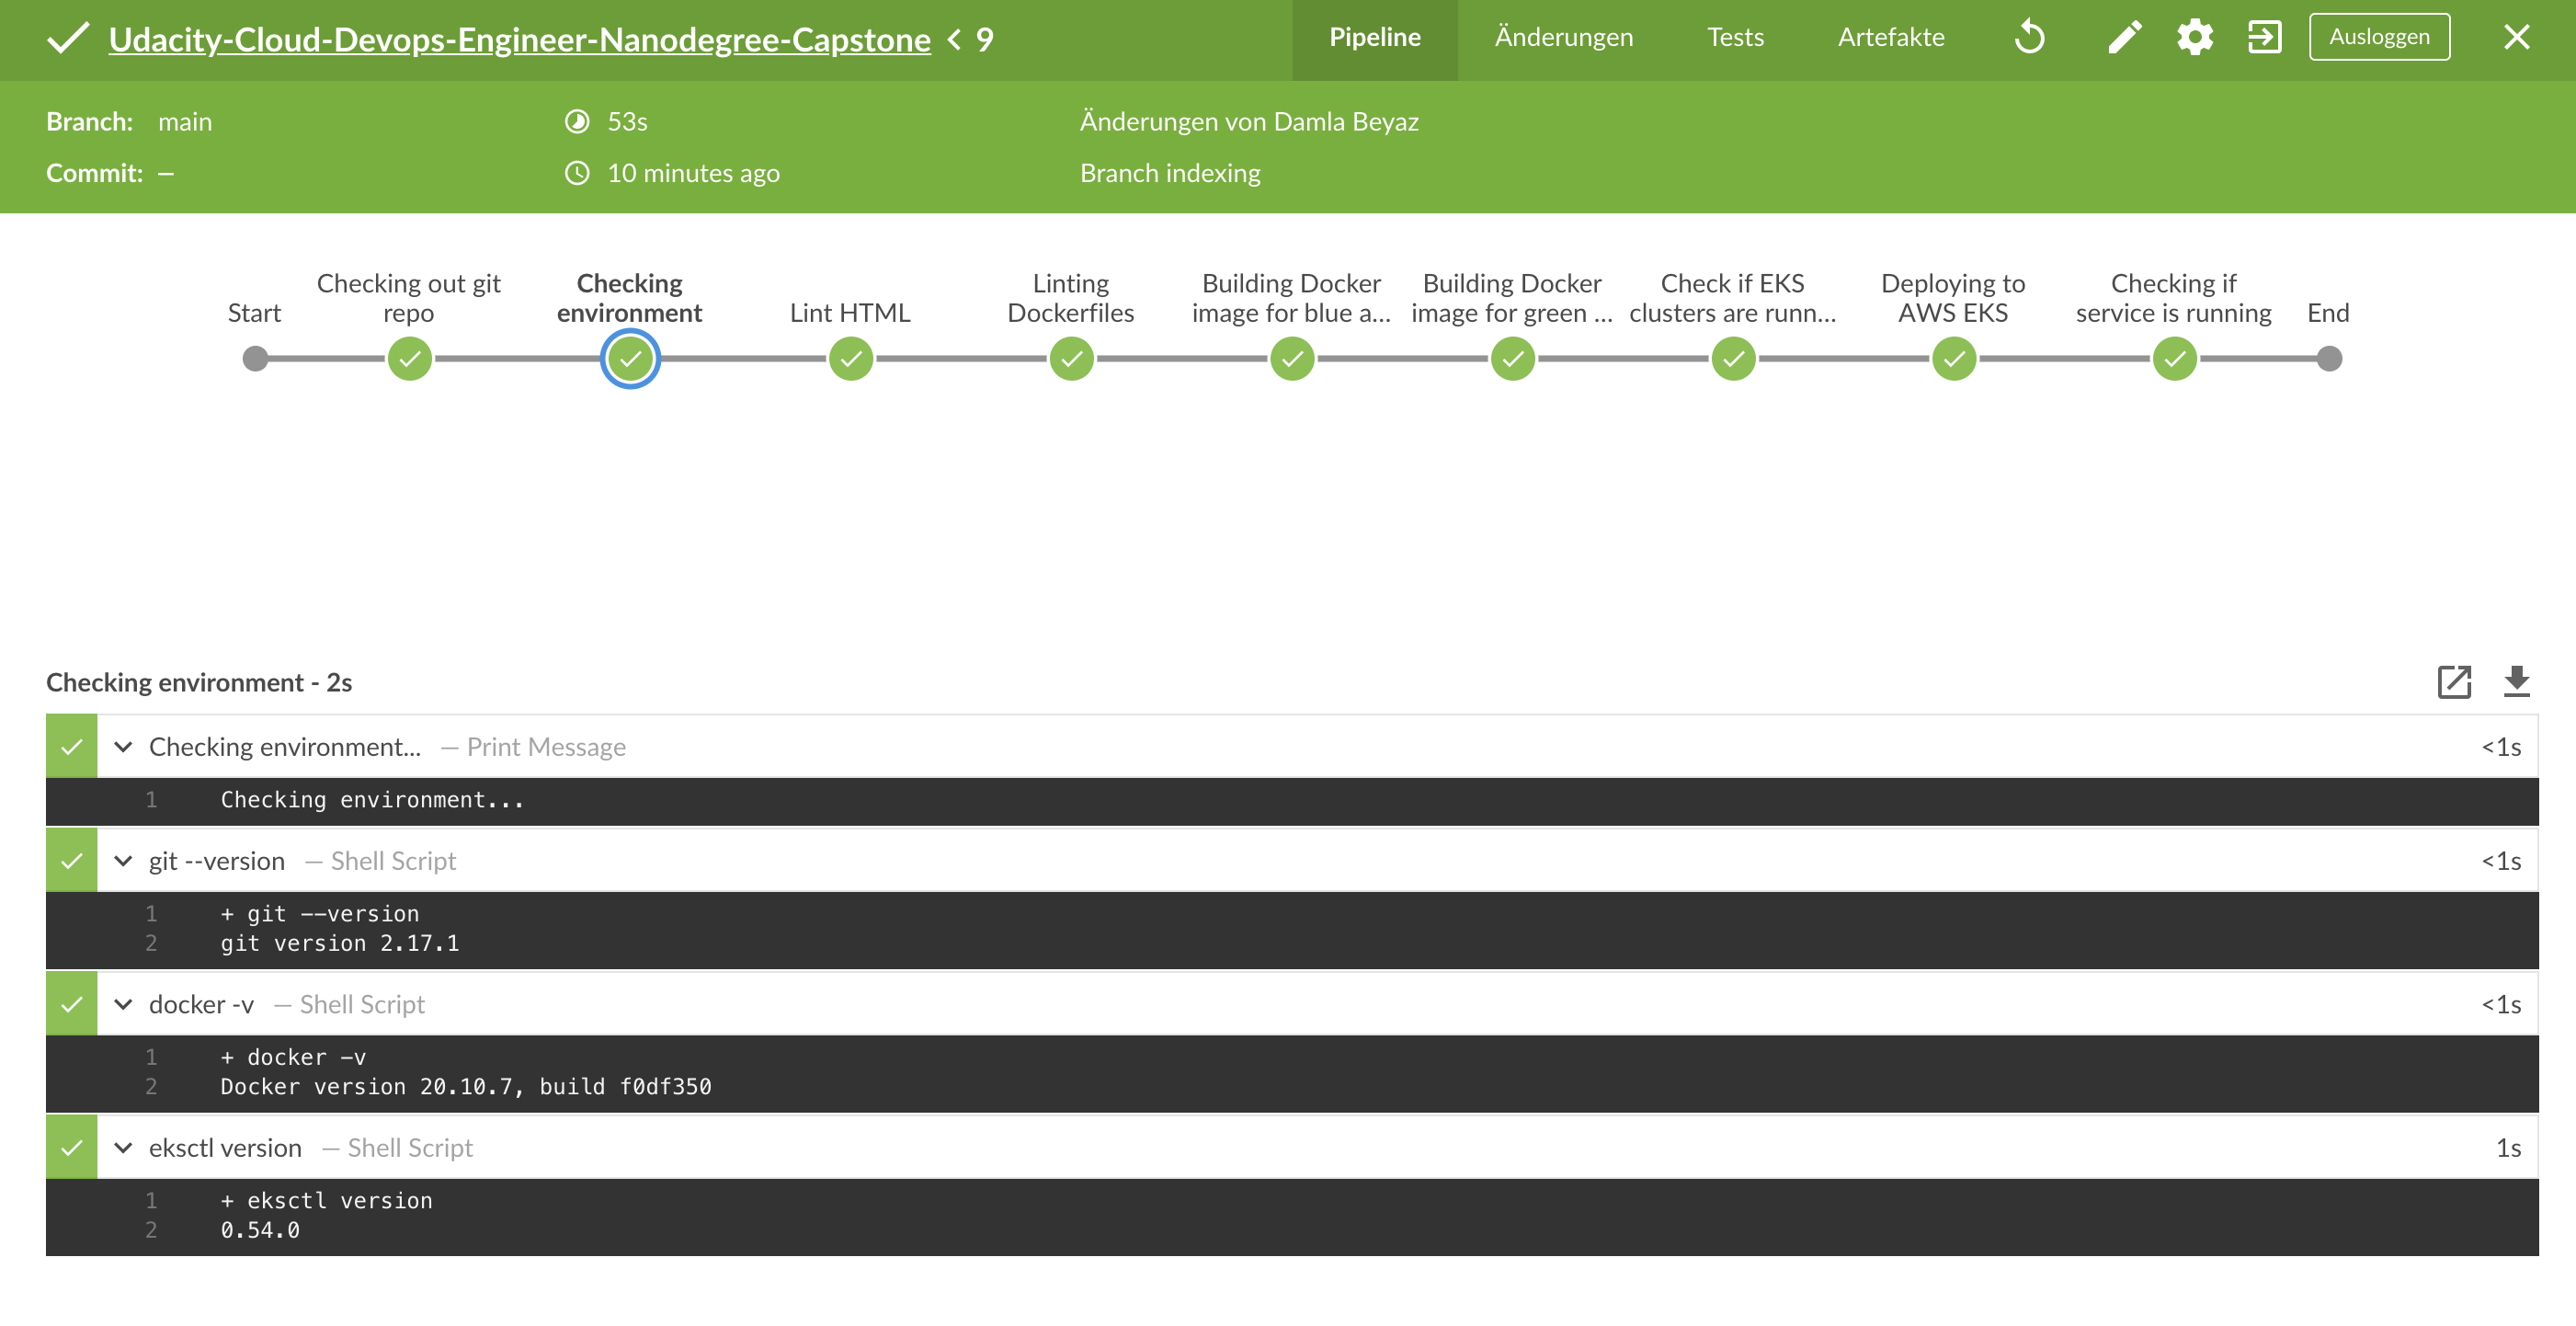 Udacity-Cloud-Devops-Engineer-Nanodegree-Capstone < 9
Pipeline
Änderungen
Tests
Artefakte
Ausloggen
Branch: main
53s
Änderungen von Damla Beyaz
Commit: —
10 minutes ago
Branch indexing
Start
Checking out git
repo
Checking
environment
Lint HTML
Linting
Dockerfiles
Building Docker
image for blue a...
Building Docker
image for green ...
Check if EKS
clusters are runn...
Deploying to
AWS EKS
Checking if
service is running
End
Checking environment - 2s
Checking environment... — Print Message <1s
1 Checking environment...
git --version — Shell Script <1s
1 + git --version
2 git version 2.17.1
docker -v — Shell Script <1s
1 + docker -v
2 Docker version 20.10.7, build f0df350
eksctl version — Shell Script 1s
1 + eksctl version
2 0.54.0